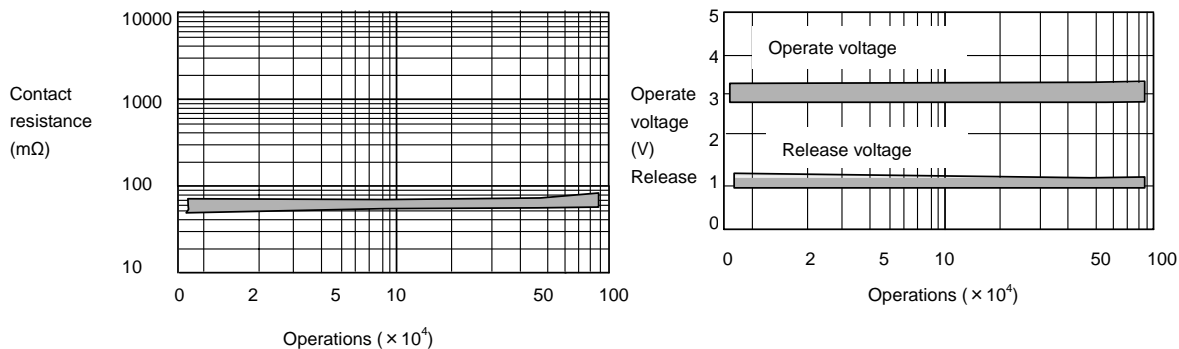 10000
1000
100
10
Contact
resistance
(mΩ)
0 2 5 10 50 100
Operations (×10⁴)
5
4
3
2
1
0
Operate
voltage
(V)
Release
Operate voltage
Release voltage
0 2 5 10 50 100
Operations (×10⁴)